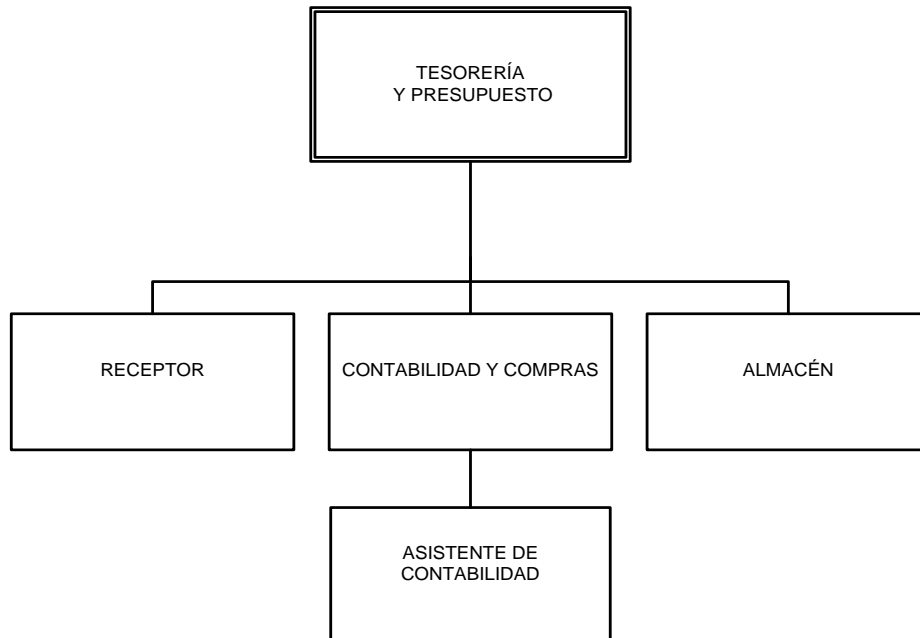 TESORERÍA
Y PRESUPUESTO
RECEPTOR
CONTABILIDAD Y COMPRAS
ALMACÉN
ASISTENTE DE
CONTABILIDAD